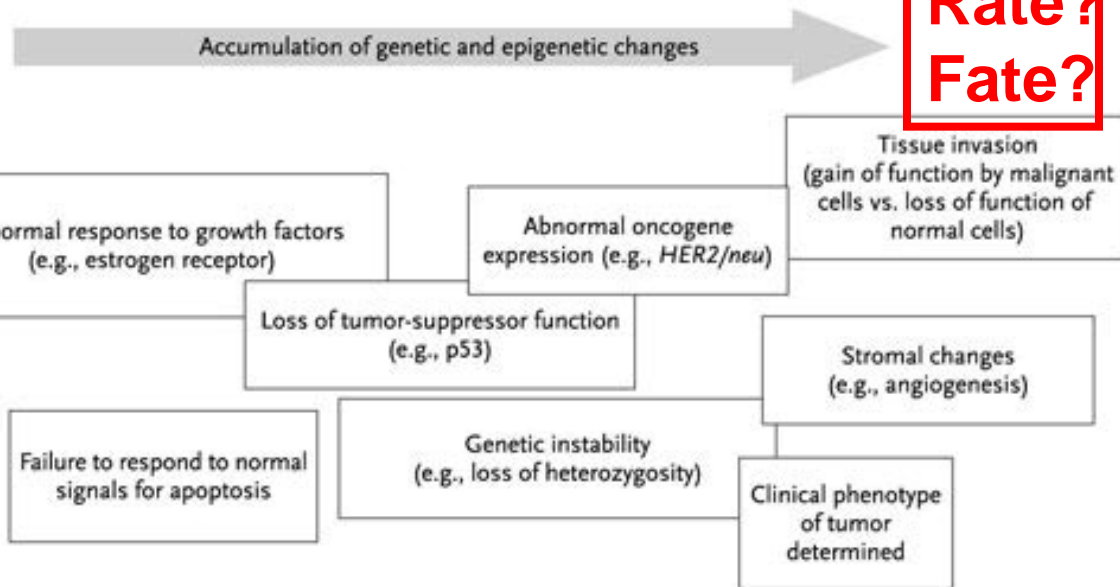 Rate?
Fate?
Accumulation of genetic and epigenetic changes
Tissue invasion
(gain of function by malignant
cells vs. loss of function of
normal cells)
Abnormal oncogene
expression (e.g., HER2/neu)
ormal response to growth factors
(e.g., estrogen receptor)
Loss of tumor-suppressor function
(e.g., p53)
Stromal changes
(e.g., angiogenesis)
Genetic instability
(e.g., loss of heterozygosity)
Failure to respond to normal
signals for apoptosis
Clinical phenotype
of tumor
determined